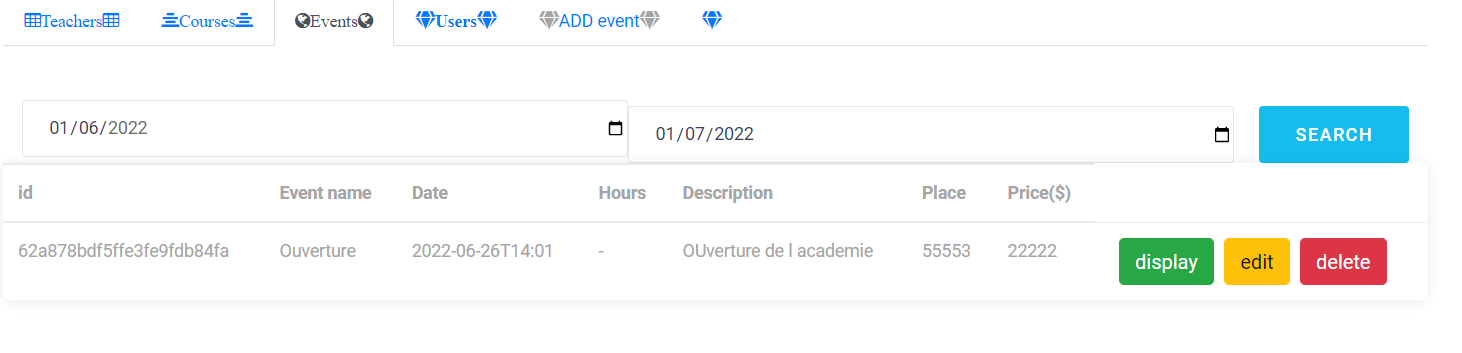 Teachers Courses Events Users ADD event
01/06/2022 01/07/2022 SEARCH
id Event name Date Hours Description Place Price($)
62a878bdf5ffe3fe9fdb84fa Ouverture 2022-06-26T14:01 - OUverture de l academie 55553 22222 display edit delete